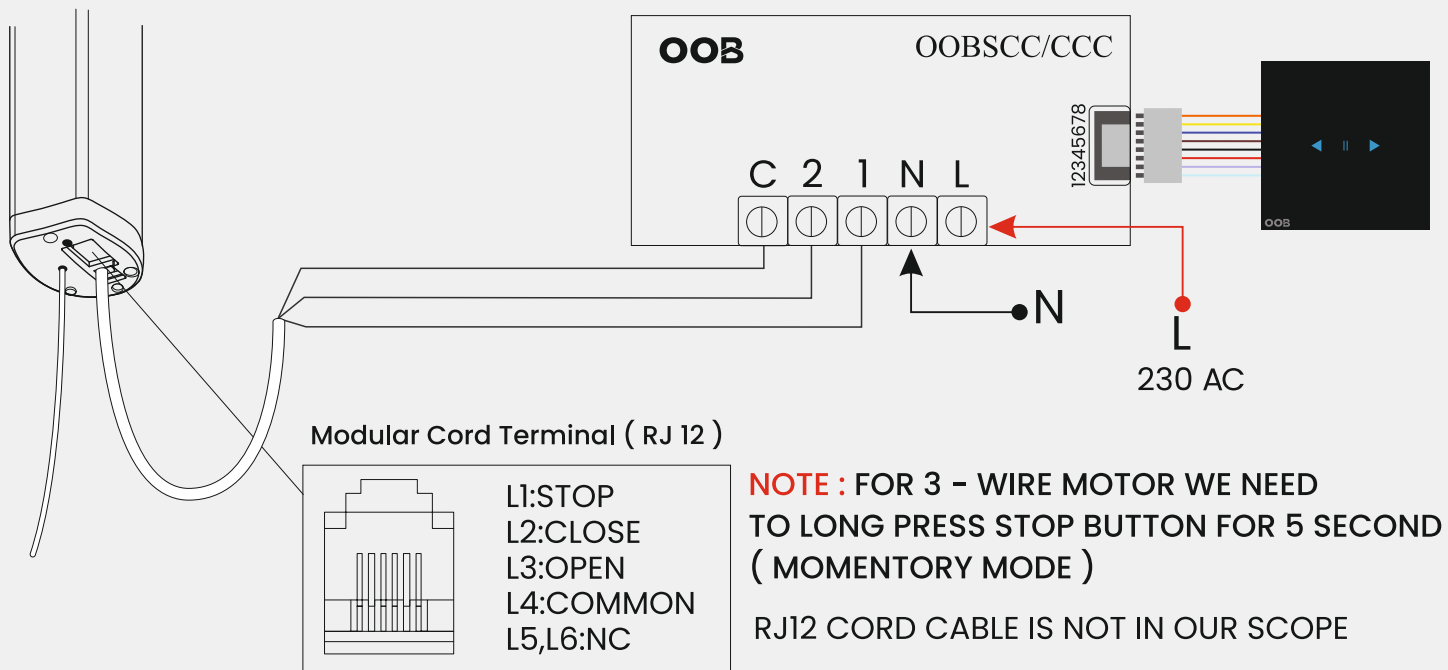 OOB
OOBSCC/CCC
12345678
C 2 1 N L
OOB
N
L
230 AC
Modular Cord Terminal ( RJ 12 )
L1:STOP
L2:CLOSE
L3:OPEN
L4:COMMON
L5,L6:NC
NOTE : FOR 3 - WIRE MOTOR WE NEED
TO LONG PRESS STOP BUTTON FOR 5 SECOND
( MOMENTORY MODE )
RJ12 CORD CABLE IS NOT IN OUR SCOPE